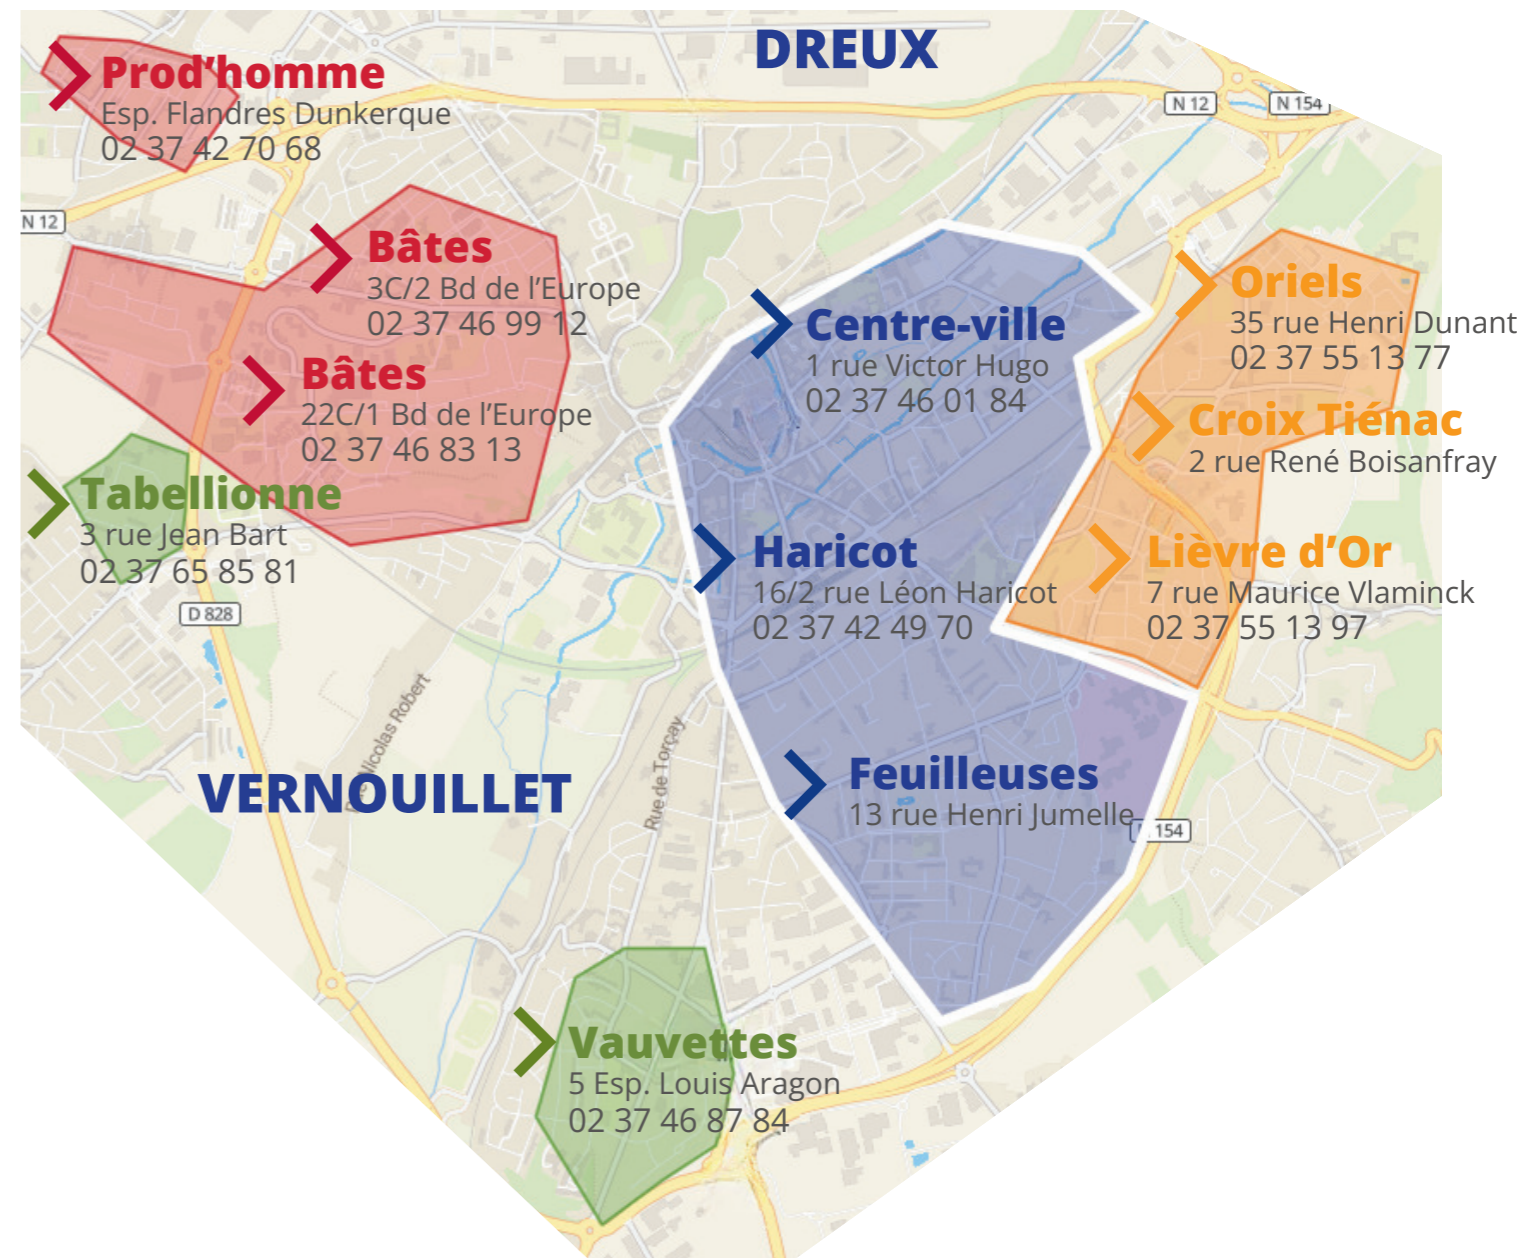 DREUX
Prod’homme
Esp. Flandres Dunkerque
02 37 42 70 68
N 12
N 154
N 12
Bâtes
3C/2 Bd de l’Europe
02 37 46 99 12
Bâtes
22C/1 Bd de l’Europe
02 37 46 83 13
Centre-ville
1 rue Victor Hugo
02 37 46 01 84
Oriels
35 rue Henri Dunant
02 37 55 13 77
Croix Tiénac
2 rue René Boisanfray
Tabellionne
3 rue Jean Bart
02 37 65 85 81
D 828
Haricot
16/2 rue Léon Haricot
02 37 42 49 70
Lièvre d’Or
7 rue Maurice Vlaminck
02 37 55 13 97
Nicolas Robert
Rue de Torçay
VERNOUILLET
Feuilleuses
13 rue Henri Jumelle
154
Vauvettes
5 Esp. Louis Aragon
02 37 46 87 84